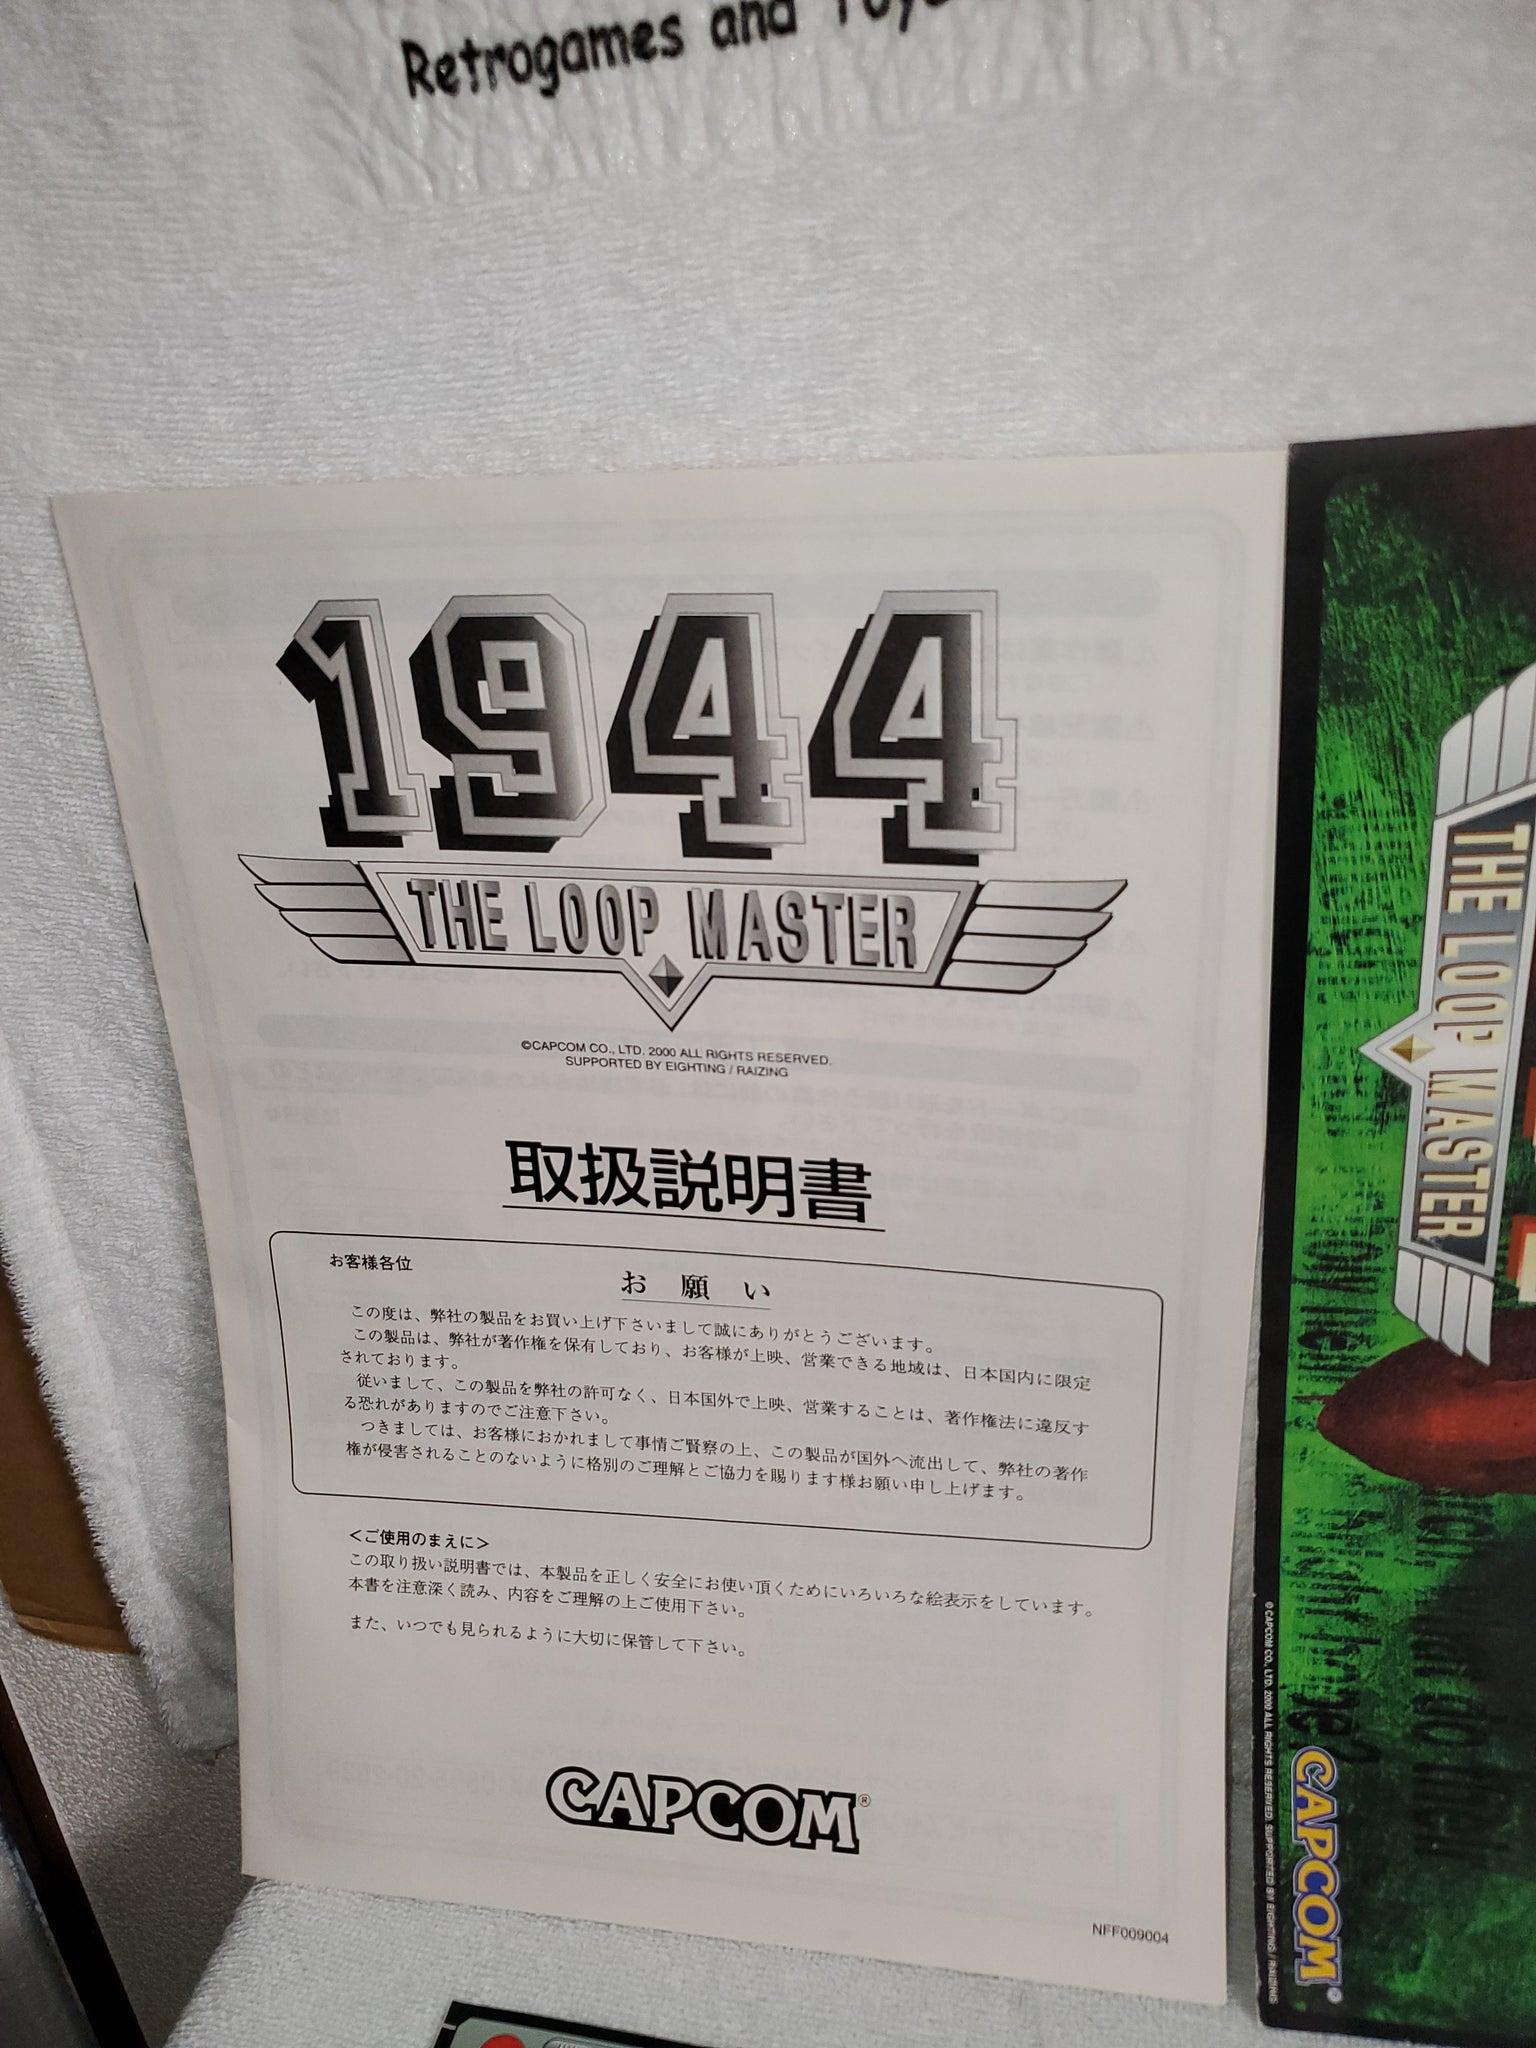 Retrogames and Toys
1944
THE LOOP MASTER
©CAPCOM CO., LTD. 2000 ALL RIGHTS RESERVED.
SUPPORTED BY EIGHTING / RAIZING
取扱説明書
お客様各位
お願い
この度は、弊社の製品をお買い上げ下さいまして誠にありがとうございます。
この製品は、弊社が著作権を保有しており、お客様が上映、営業できる地域は、日本国内に限定
されております。
従いまして、この製品を弊社の許可なく、日本国外で上映、営業することは、著作権法に違反す
る恐れがありますのでご注意下さい。
つきましては、お客様におかれまして事情ご賢察の上、この製品が国外へ流出して、弊社の著作
権が侵害されることのないように格別のご理解とご協力を賜ります様お願い申し上げます。
＜ご使用のまえに＞
この取り扱い説明書では、本製品を正しく安全にお使い頂くためにいろいろな絵表示をしています。
本書を注意深く読み、内容をご理解の上ご使用下さい。
また、いつでも見られるように大切に保管して下さい。
CAPCOM®
NFF009004
THE LOOP MASTER
©CAPCOM CO., LTD. 2000 ALL RIGHTS RESERVED. SUPPORTED BY EIGHTING / RAIZING
CAPCOM®